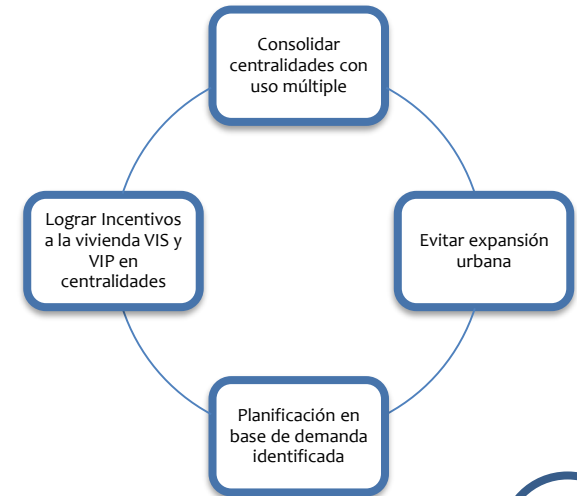 Consolidar
centralidades con
uso múltiple
Lograr Incentivos
a la vivienda VIS y
VIP en
centralidades
Evitar expansión
urbana
Planificación en
base de demanda
identificada